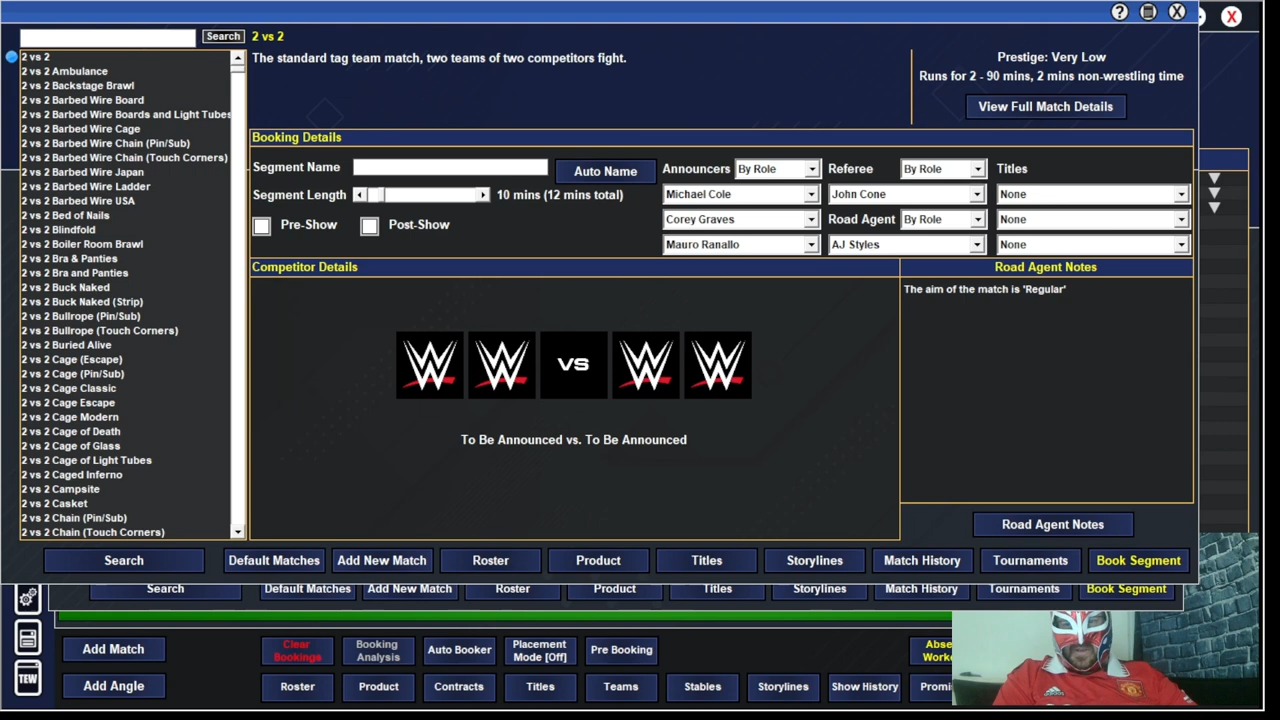 ?
X
X
Search
2 vs 2
2 vs 2
2 vs 2 Ambulance
2 vs 2 Backstage Brawl
2 vs 2 Barbed Wire Board
2 vs 2 Barbed Wire Boards and Light Tubes
2 vs 2 Barbed Wire Cage
2 vs 2 Barbed Wire Chain (Pin/Sub)
2 vs 2 Barbed Wire Chain (Touch Corners)
2 vs 2 Barbed Wire Japan
2 vs 2 Barbed Wire Ladder
2 vs 2 Barbed Wire USA
2 vs 2 Bed of Nails
2 vs 2 Blindfold
2 vs 2 Boiler Room Brawl
2 vs 2 Bra & Panties
2 vs 2 Bra and Panties
2 vs 2 Buck Naked
2 vs 2 Buck Naked (Strip)
2 vs 2 Bullrope (Pin/Sub)
2 vs 2 Bullrope (Touch Corners)
2 vs 2 Buried Alive
2 vs 2 Cage (Escape)
2 vs 2 Cage (Pin/Sub)
2 vs 2 Cage Classic
2 vs 2 Cage Escape
2 vs 2 Cage Modern
2 vs 2 Cage of Death
2 vs 2 Cage of Glass
2 vs 2 Cage of Light Tubes
2 vs 2 Caged Inferno
2 vs 2 Campsite
2 vs 2 Casket
2 vs 2 Chain (Pin/Sub)
2 vs 2 Chain (Touch Corners)
The standard tag team match, two teams of two competitors fight.
Prestige: Very Low
Runs for 2 - 90 mins, 2 mins non-wrestling time
View Full Match Details
Booking Details
Segment Name
Auto Name
Segment Length
10 mins (12 mins total)
Pre-Show
Post-Show
Announcers
By Role
Michael Cole
Corey Graves
Mauro Ranallo
Referee
By Role
John Cone
Road Agent
By Role
AJ Styles
Titles
None
None
None
Competitor Details
VS
To Be Announced vs. To Be Announced
Road Agent Notes
The aim of the match is 'Regular'
Road Agent Notes
Search Default Matches Add New Match Roster Product Titles Storylines Match History Tournaments Book Segment
Search Default Matches Add New Match Roster Product Titles Storylines Match History Tournaments Book Segment
TEW
Add Match
Clear Bookings
Booking Analysis
Auto Booker
Placement Mode [Off]
Pre Booking
Add Angle
Roster
Product
Contracts
Titles
Teams
Stables
Storylines
Show History